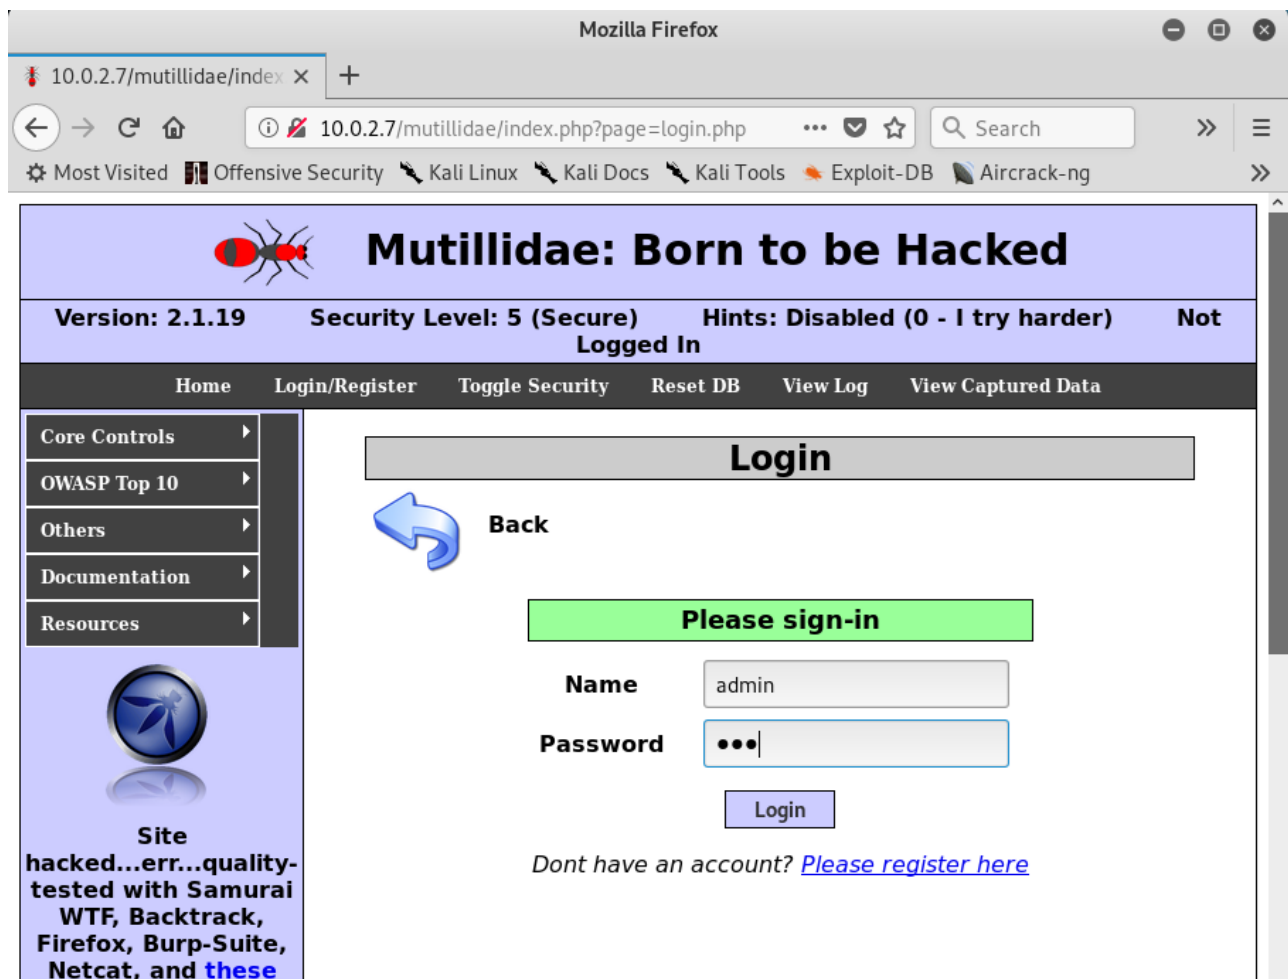 Mozilla Firefox
10.0.2.7/mutillidae/index
10.0.2.7/mutillidae/index.php?page=login.php
Search
Most Visited Offensive Security Kali Linux Kali Docs Kali Tools Exploit-DB Aircrack-ng
Mutillidae: Born to be Hacked
Version: 2.1.19 Security Level: 5 (Secure) Hints: Disabled (0 - I try harder) Not
Logged In
Home Login/Register Toggle Security Reset DB View Log View Captured Data
Core Controls
OWASP Top 10
Others
Documentation
Resources
Site
hacked...err...quality-
tested with Samurai
WTF, Backtrack,
Firefox, Burp-Suite,
Netcat, and these
Login
Back
Please sign-in
Name admin
Password •••
Login
Dont have an account? Please register here